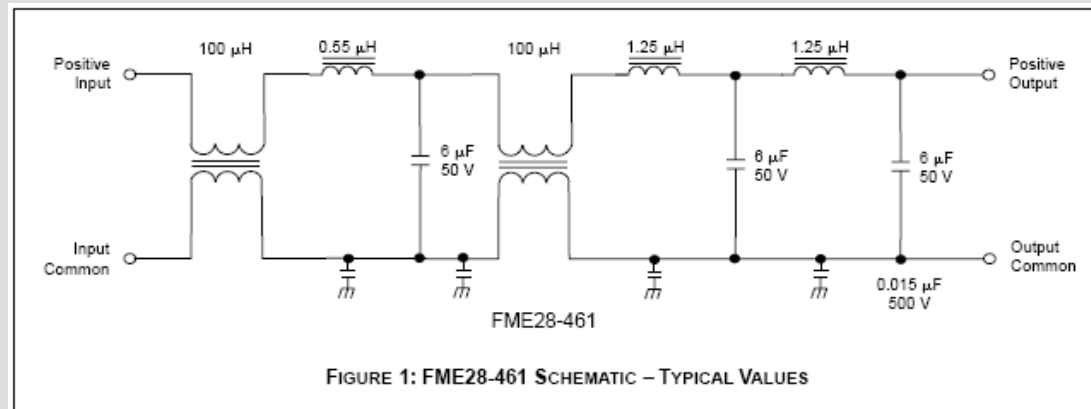 100 µH
0.55 µH
100 µH
1.25 µH
1.25 µH
Positive
Input
Positive
Output
6 µF
50 V
6 µF
50 V
6 µF
50 V
Input
Common
Output
Common
0.015 µF
500 V
FME28-461
FIGURE 1: FME28-461 SCHEMATIC – TYPICAL VALUES